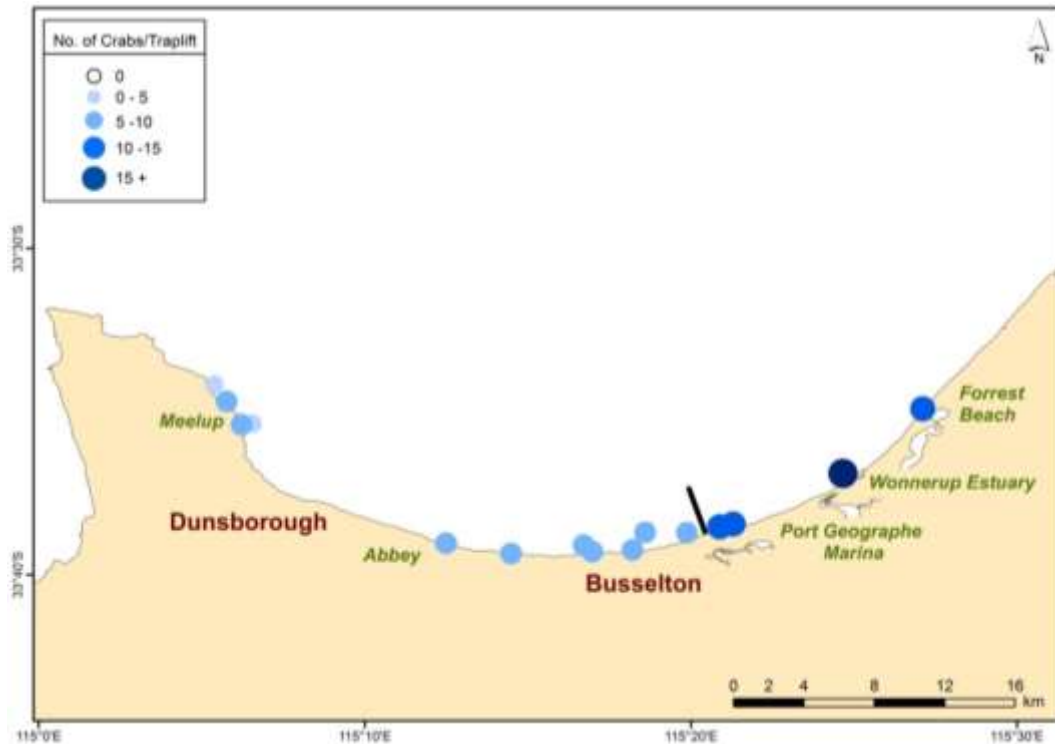 No. of Crabs/Traplift
0
0 - 5
5 -10
10 -15
15 +
N
33°30'S
33°40'S
Meelup
Dunsborough
Abbey
Busselton
Forrest
Beach
Wonnerup Estuary
Port Geographe
Marina
0 2 4 8 12 16
km
115°0'E 115°10'E 115°20'E 115°30'E